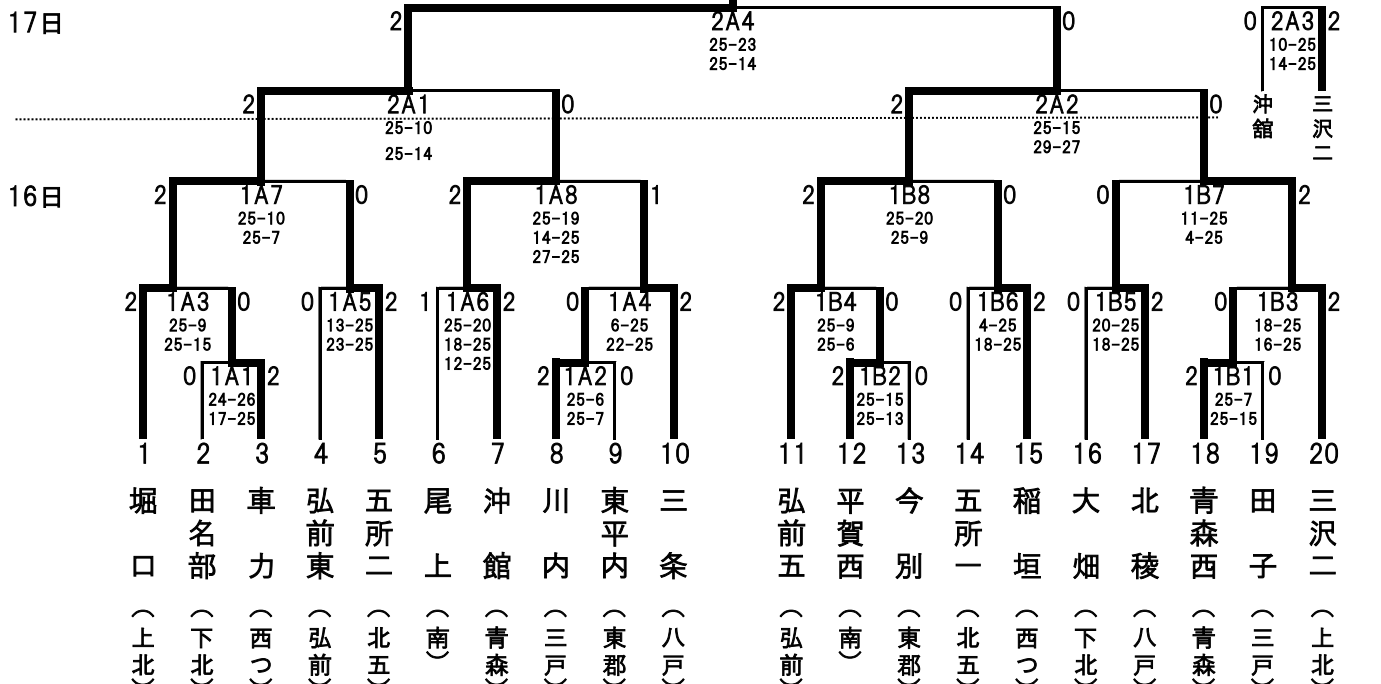 17日
2 2A4 0
25-23
25-14
0 2A3 2
10-25
14-25
沖舘
三沢二
2 2A1 0
25-10
25-14
2 2A2 0
25-15
29-27
16日
2 1A7 0
25-10
25-7
2 1A8 1
25-19
14-25
27-25
2 1B8 0
25-20
25-9
0 1B7 2
11-25
4-25
2 1A3 0
25-9
25-15
0 1A5 2
13-25
23-25
1 1A6 2
25-20
18-25
12-25
0 1A4 2
6-25
22-25
2 1B4 0
25-9
25-6
0 1B6 2
4-25
18-25
0 1B5 2
20-25
18-25
0 1B3 2
18-25
16-25
0 1A1 2
24-26
17-25
2 1A2 0
25-6
25-7
2 1B2 0
25-15
25-13
2 1B1 0
25-7
25-15
1 2 3 4 5 6 7 8 9 10 11 12 13 14 15 16 17 18 19 20
堀口（上北）
田名部（下北）
車力（西つ）
弘前東（弘前）
五所二（北五）
尾上（南）
沖館（青森）
川内（三戸）
東平内（東郡）
三条（八戸）
弘前五（弘前）
平賀西（南）
今別（東郡）
五所一（北五）
稲垣（西つ）
大畑（下北）
北稜（八戸）
青森西（青森）
田子（三戸）
三沢二（上北）